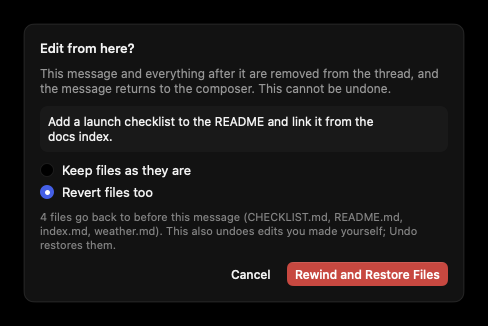 Edit from here?
This message and everything after it are removed from the thread, and
the message returns to the composer. This cannot be undone.
Add a launch checklist to the README and link it from the
docs index.
Keep files as they are
Revert files too
4 files go back to before this message (CHECKLIST.md, README.md,
index.md, weather.md). This also undoes edits you made yourself; Undo
restores them.
Cancel
Rewind and Restore Files